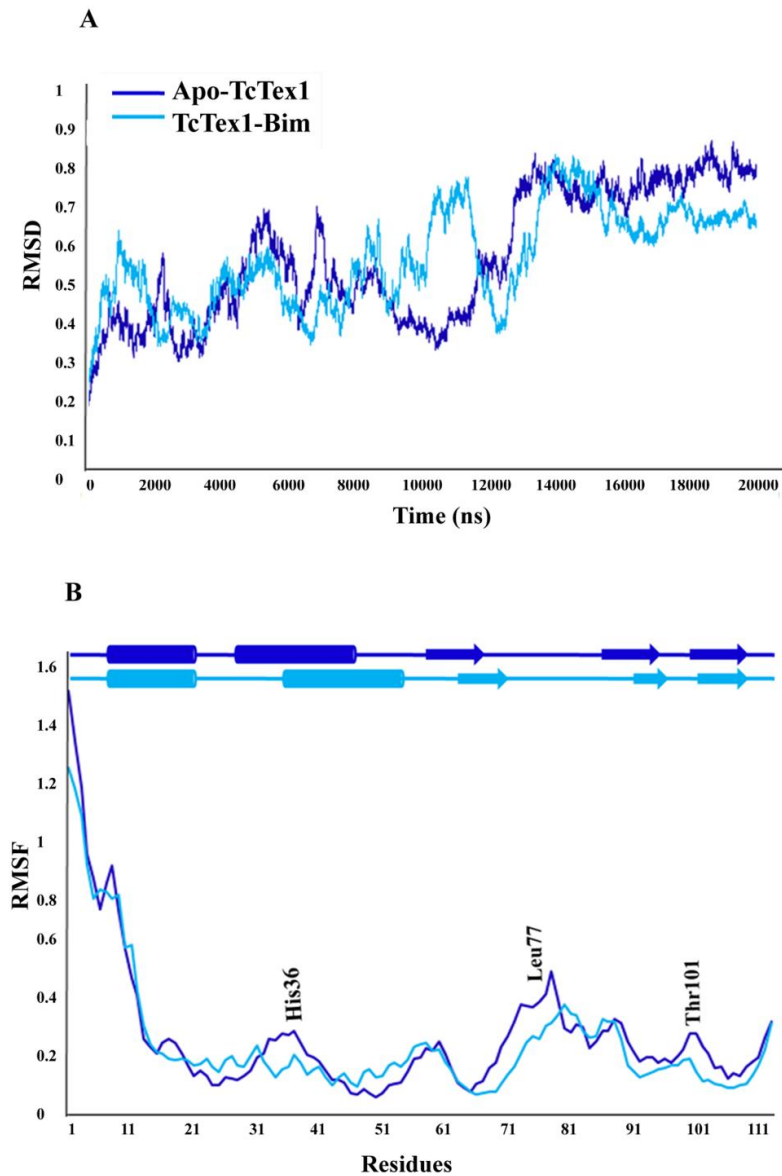 A
1
0.9
0.8
0.7
0.6
0.5
0.4
0.3
0.2
0.1
0
RMSD
Apo-TcTex1
TcTex1-Bim
0 2000 4000 6000 8000 10000 12000 14000 16000 18000 20000
Time (ns)
B
1.6
1.4
1.2
1
0.8
0.6
0.4
0.2
0
RMSF
His36
Leu77
Thr101
1 11 21 31 41 51 61 71 81 91 101 111
Residues